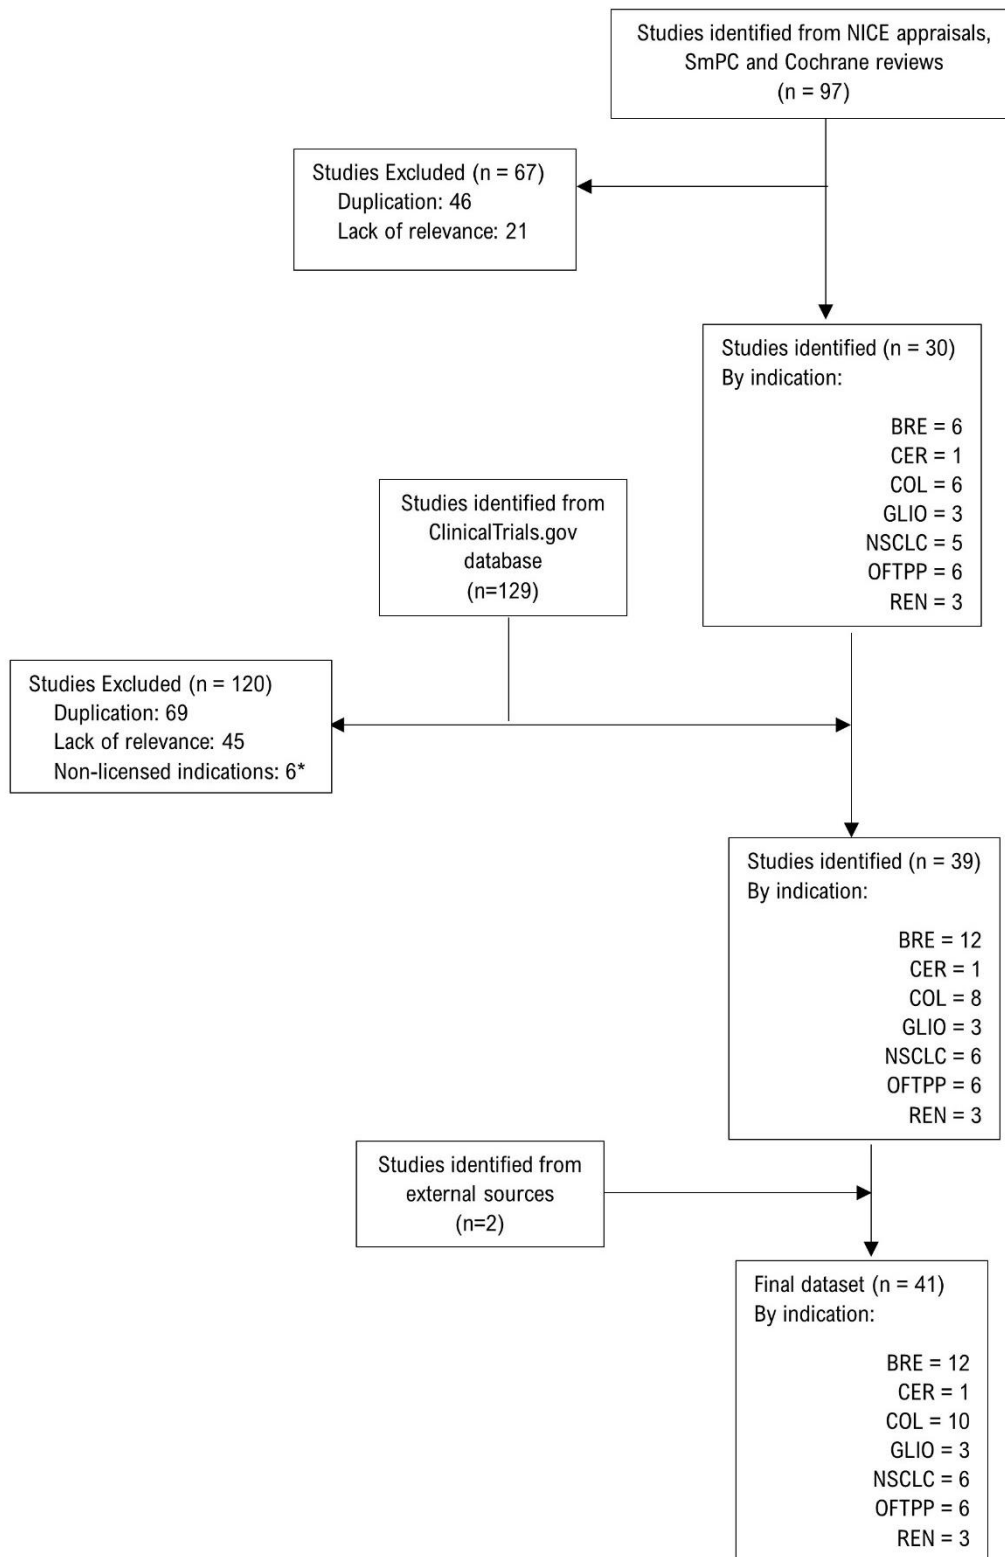 Studies identified from NICE appraisals,
SmPC and Cochrane reviews
(n = 97)
Studies Excluded (n = 67)
Duplication: 46
Lack of relevance: 21
Studies identified (n = 30)
By indication:
BRE = 6
CER = 1
COL = 6
GLIO = 3
NSCLC = 5
OFTPP = 6
REN = 3
Studies identified from
ClinicalTrials.gov
database
(n=129)
Studies Excluded (n = 120)
Duplication: 69
Lack of relevance: 45
Non-licensed indications: 6*
Studies identified (n = 39)
By indication:
BRE = 12
CER = 1
COL = 8
GLIO = 3
NSCLC = 6
OFTPP = 6
REN = 3
Studies identified from
external sources
(n=2)
Final dataset (n = 41)
By indication:
BRE = 12
CER = 1
COL = 10
GLIO = 3
NSCLC = 6
OFTPP = 6
REN = 3